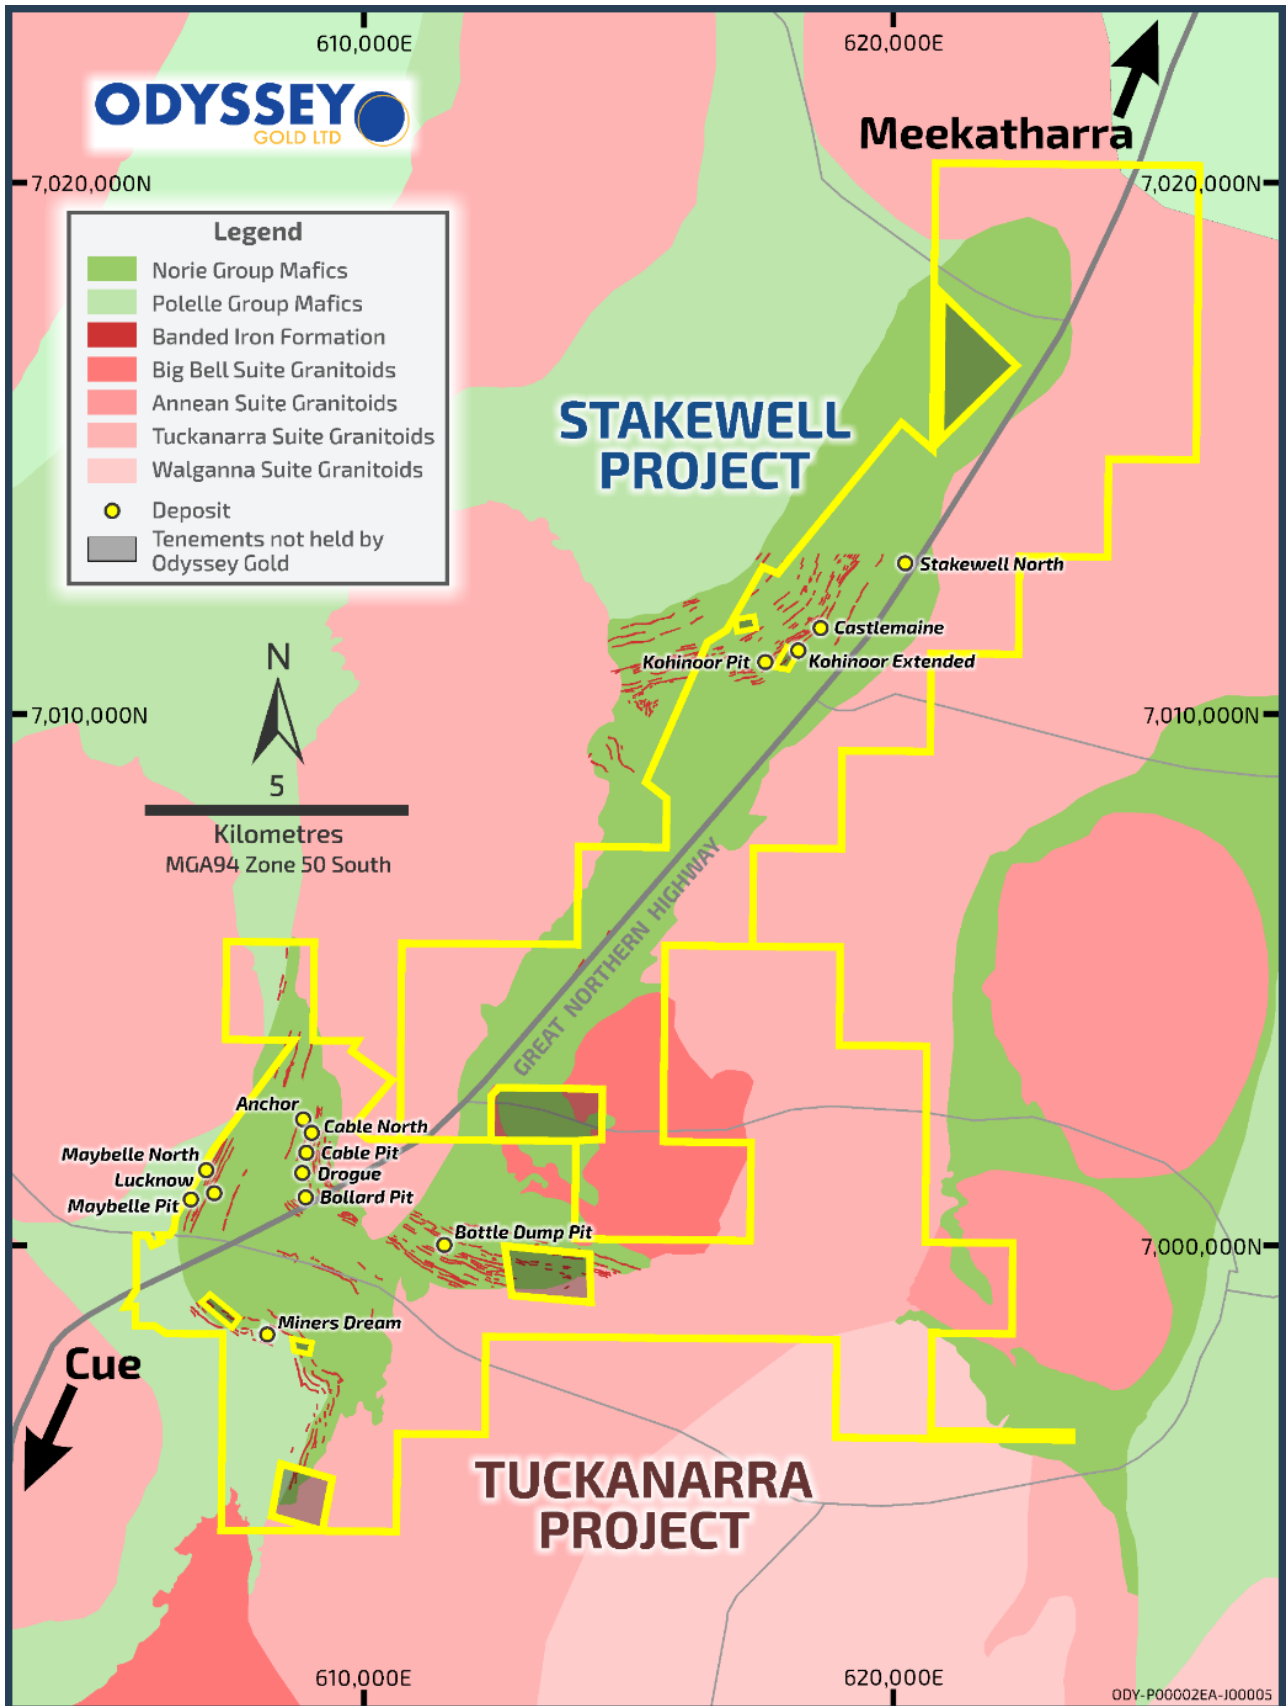 610,000E
620,000E
ODYSSEY
GOLD LTD
Meekatharra
7,020,000N
7,020,000N
Legend
Norie Group Mafics
Polelle Group Mafics
Banded Iron Formation
Big Bell Suite Granitoids
Annean Suite Granitoids
Tuckanarra Suite Granitoids
Walganna Suite Granitoids
Deposit
Tenements not held by
Odyssey Gold
STAKEWELL
PROJECT
Stakewell North
Castlemaine
Kohinoor Pit
Kohinoor Extended
N
7,010,000N
7,010,000N
5
Kilometres
MGA94 Zone 50 South
GREAT NORTHERN HIGHWAY
Anchor
Cable North
Maybelle North
Cable Pit
Lucknow
Drogue
Maybelle Pit
Bollard Pit
Bottle Dump Pit
7,000,000N
Miners Dream
Cue
TUCKANARRA
PROJECT
610,000E
620,000E
ODY-P00002EA-J00005